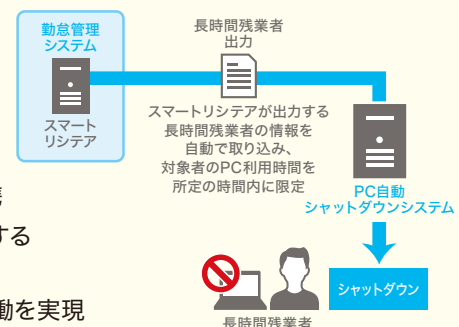 勤怠管理
システム
スマート
リシテア
長時間残業者
出力
スマートリシテアが出力する
長時間残業者の情報を
自動で取り込み、
対象者のPC利用時間を
所定の時間内に限定
PC自動
シャットダウンシステム
シャットダウン
長時間残業者
する
働を実現